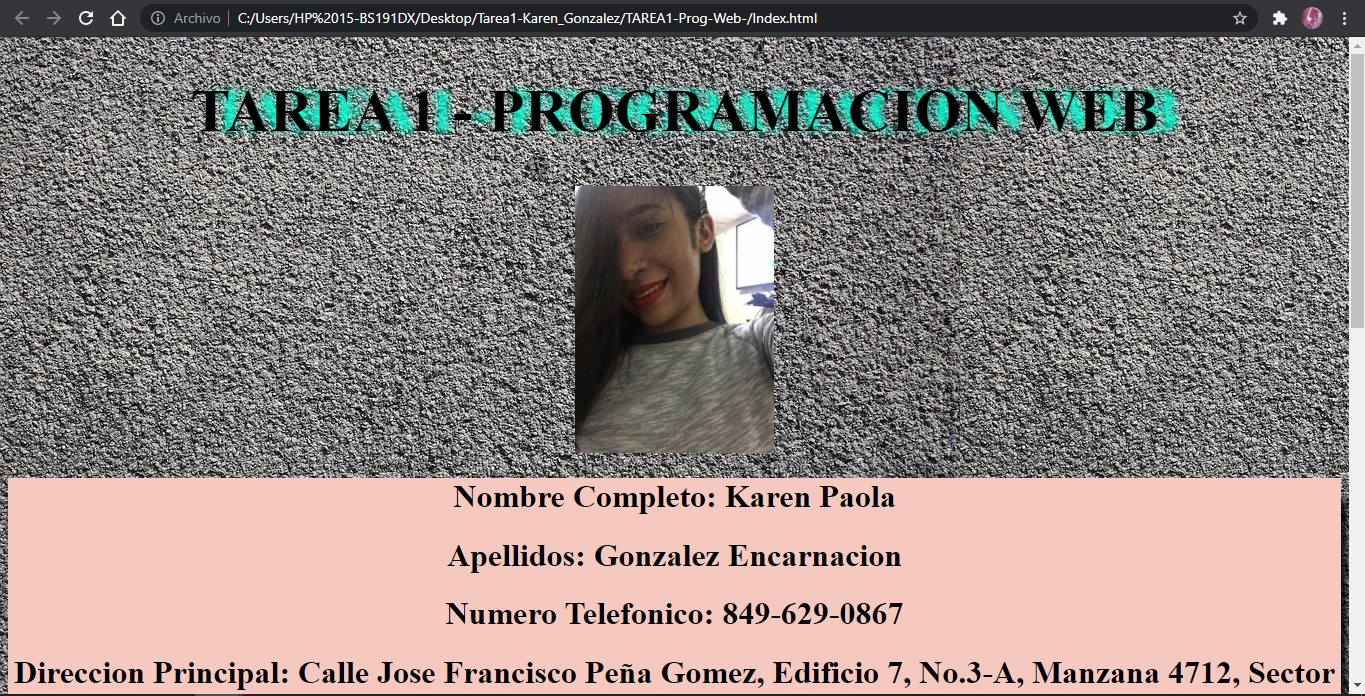 Archivo
C:/Users/HP%2015-BS191DX/Desktop/Tarea1-Karen_Gonzalez/TAREA1-Prog-Web-/Index.html
TAREA 1 - PROGRAMACION WEB
Nombre Completo: Karen Paola
Apellidos: Gonzalez Encarnacion
Numero Telefonico: 849-629-0867
Direccion Principal: Calle Jose Francisco Peña Gomez, Edificio 7, No.3-A, Manzana 4712, Sector